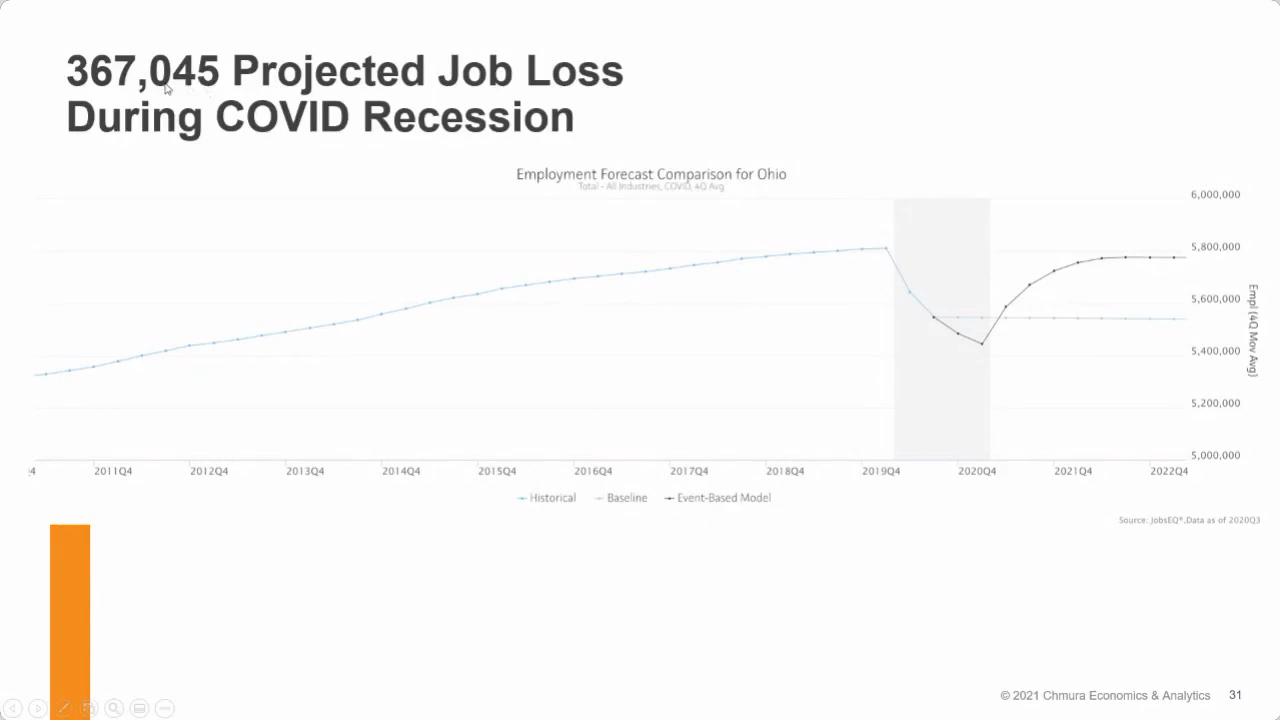 367,045 Projected Job Loss
During COVID Recession
Employment Forecast Comparison for Ohio
Total - All Industries, COVID, 4Q Avg
6,000,000
5,800,000
5,600,000
5,400,000
5,200,000
5,000,000
Empl (4Q Mov Avg)
Q4 2011Q4 2012Q4 2013Q4 2014Q4 2015Q4 2016Q4 2017Q4 2018Q4 2019Q4 2020Q4 2021Q4 2022Q4
Historical Baseline Event-Based Model
Source: JobsEQ®,Data as of 2020Q3
© 2021 Chmura Economics & Analytics 31